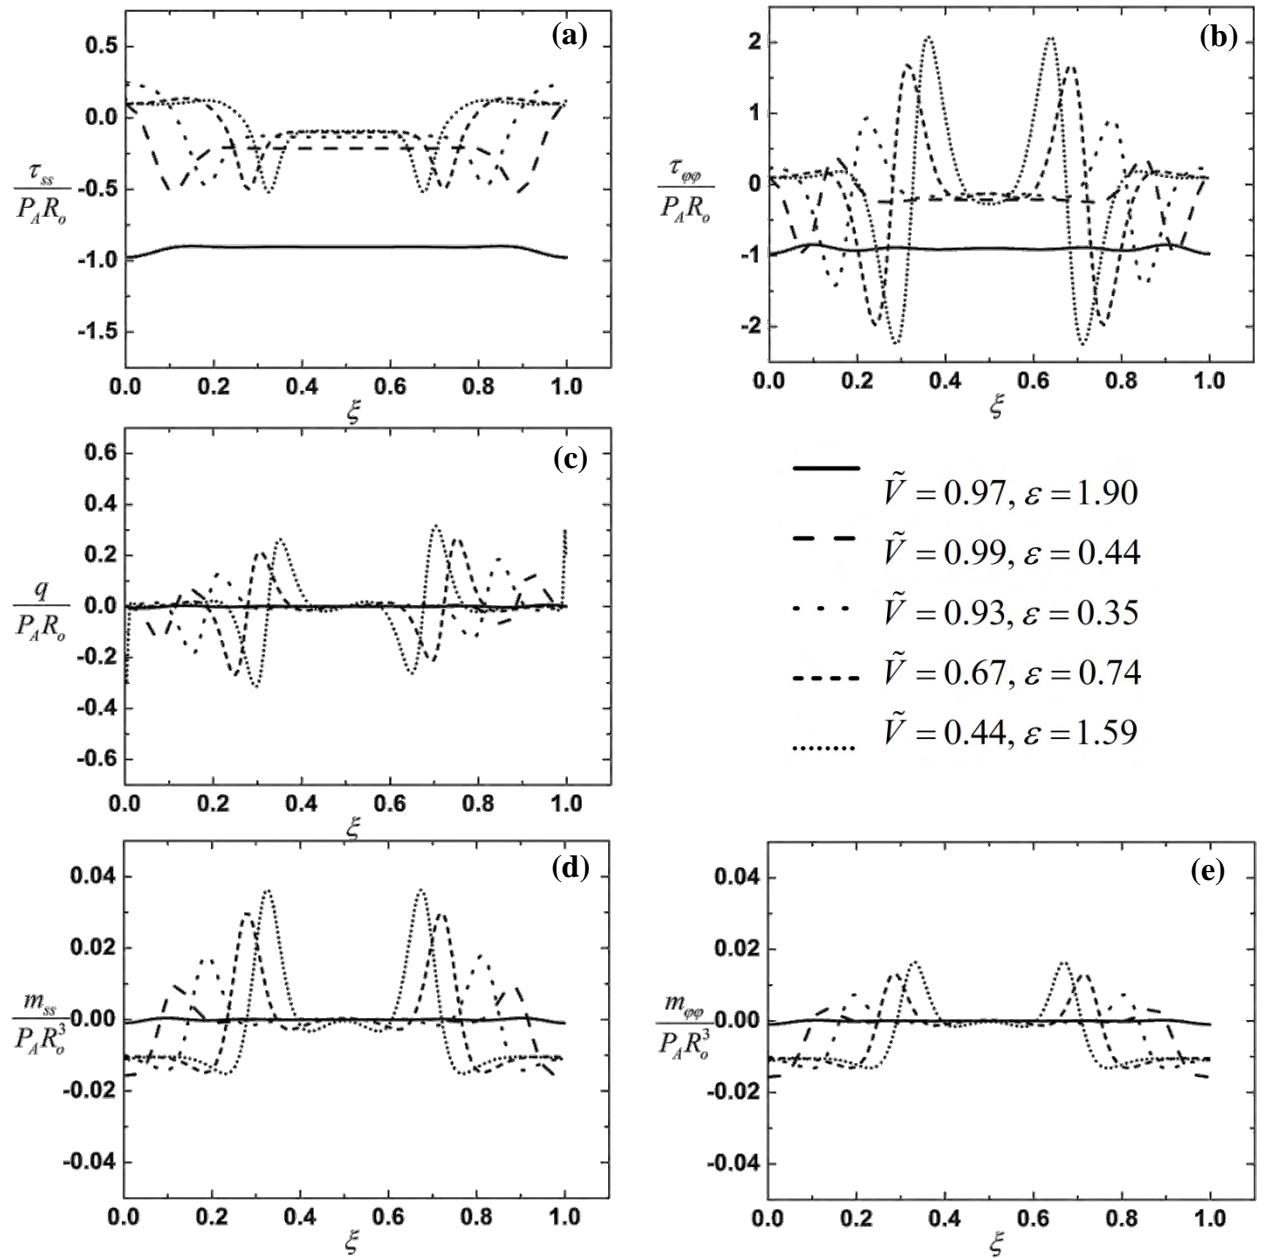 (a)
0.5
0.0
-0.5
-1.0
-1.5
τ_ss / P_A R_o
0.0 0.2 0.4 0.6 0.8 1.0
ξ
(b)
2
1
0
-1
-2
τ_φφ / P_A R_o
0.0 0.2 0.4 0.6 0.8 1.0
ξ
(c)
0.6
0.4
0.2
0.0
-0.2
-0.4
-0.6
q / P_A R_o
0.0 0.2 0.4 0.6 0.8 1.0
ξ
Ṽ = 0.97, ε = 1.90
Ṽ = 0.99, ε = 0.44
Ṽ = 0.93, ε = 0.35
Ṽ = 0.67, ε = 0.74
Ṽ = 0.44, ε = 1.59
(d)
0.04
0.02
0.00
-0.02
-0.04
m_ss / P_A R_o^3
0.0 0.2 0.4 0.6 0.8 1.0
ξ
(e)
0.04
0.02
0.00
-0.02
-0.04
m_φφ / P_A R_o^3
0.0 0.2 0.4 0.6 0.8 1.0
ξ